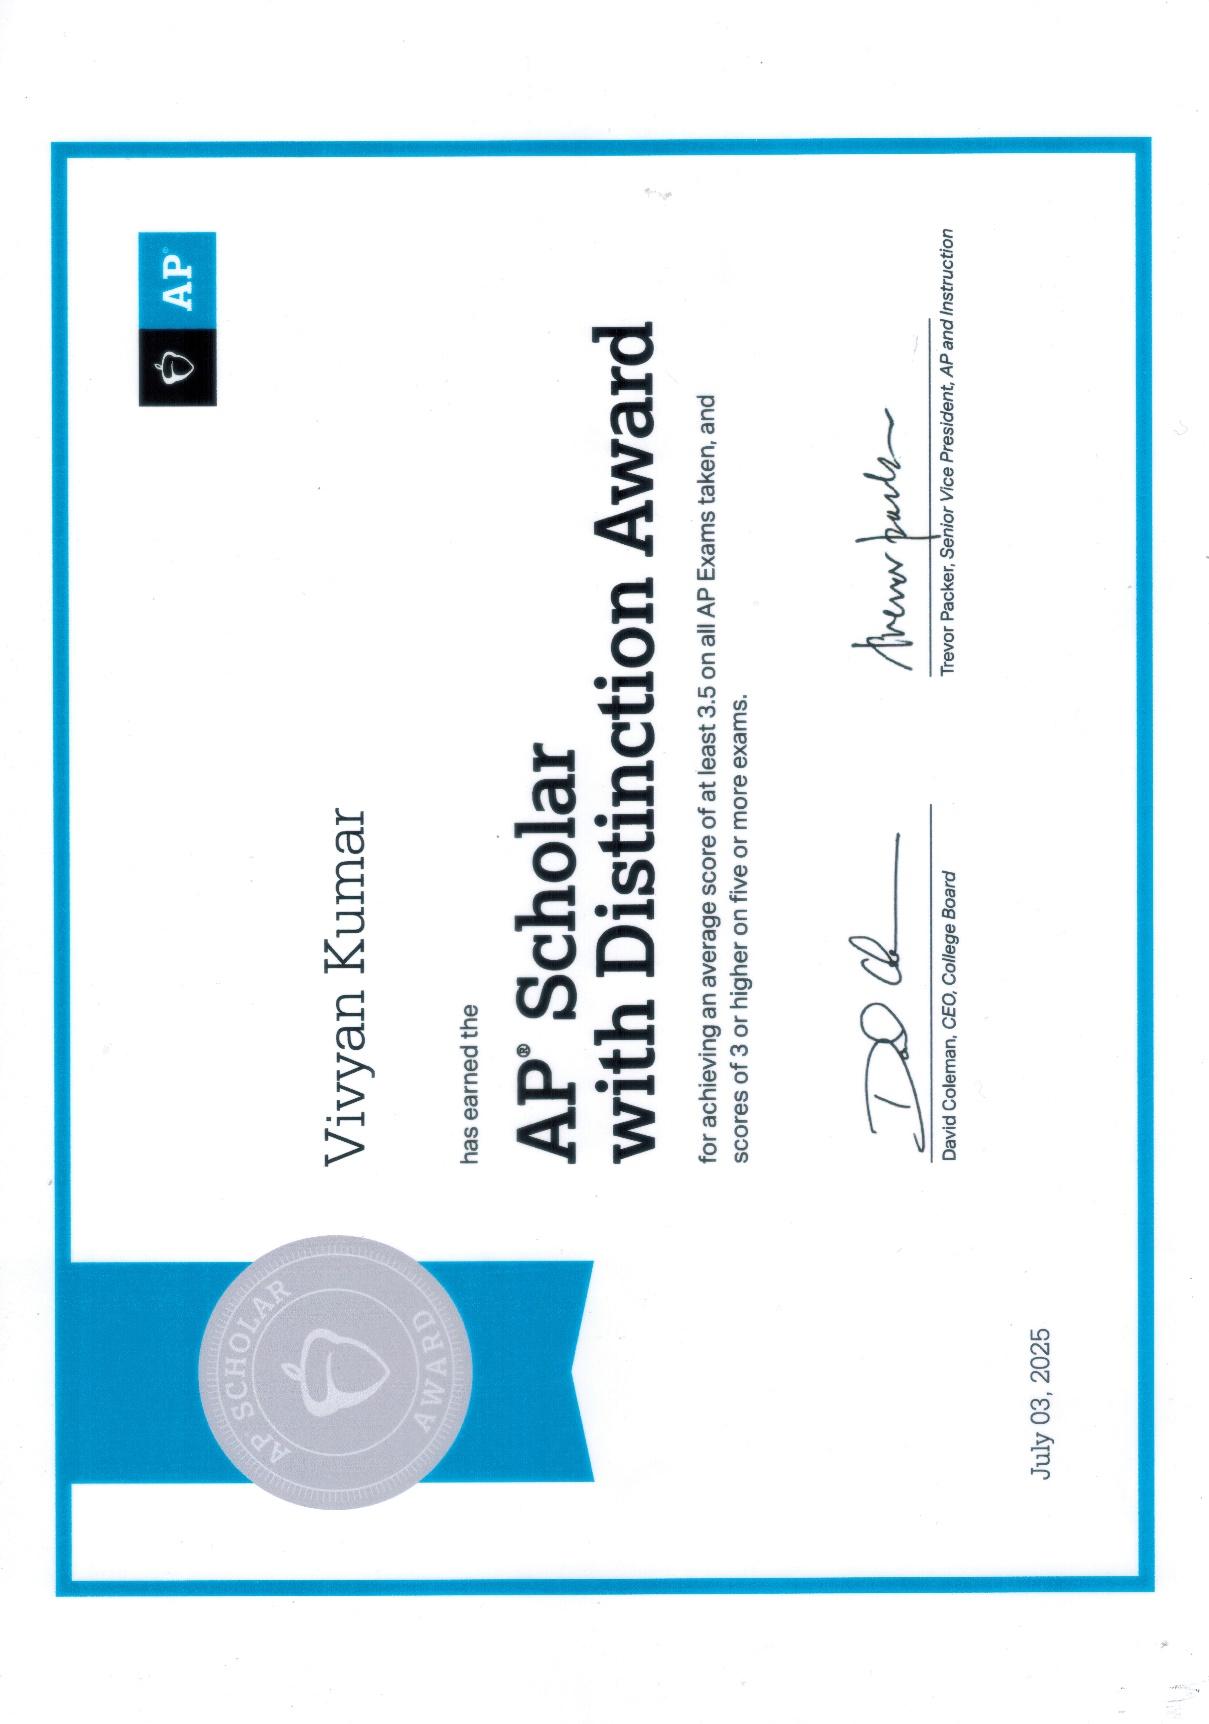 AP®
Vivyan Kumar
has earned the
AP® Scholar
with Distinction Award
for achieving an average score of at least 3.5 on all AP Exams taken, and
scores of 3 or higher on five or more exams.
AP® SCHOLAR
AWARD
David Coleman, CEO, College Board
Trevor Packer, Senior Vice President, AP and Instruction
July 03, 2025